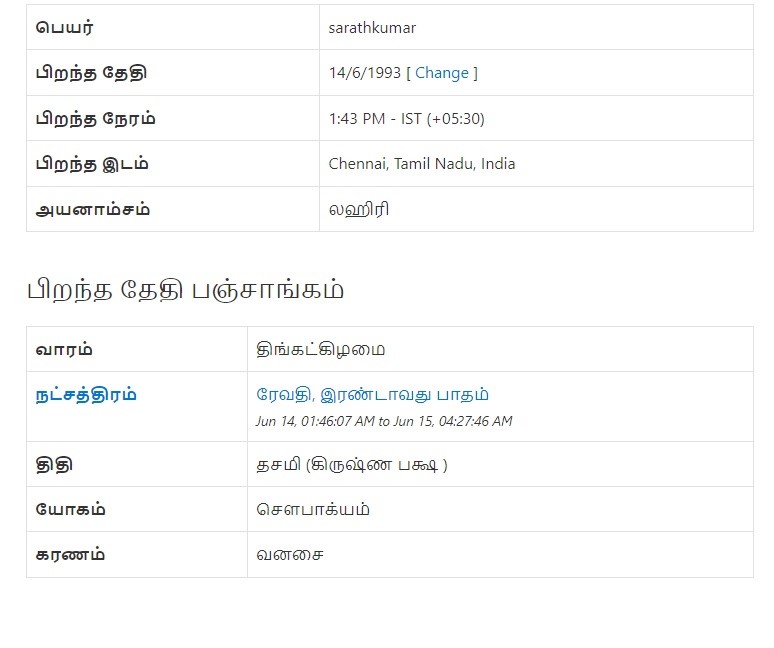 பெயர் sarathkumar
பிறந்த தேதி 14/6/1993 [ Change ]
பிறந்த நேரம் 1:43 PM - IST (+05:30)
பிறந்த இடம் Chennai, Tamil Nadu, India
அயனாம்சம் லஹிரி
பிறந்த தேதி பஞ்சாங்கம்
வாரம் திங்கட்கிழமை
நட்சத்திரம் ரேவதி, இரண்டாவது பாதம்
Jun 14, 01:46:07 AM to Jun 15, 04:27:46 AM
திதி தசமி (கிருஷ்ண பக்ஷ )
யோகம் சௌபாக்யம்
கரணம் வனசை